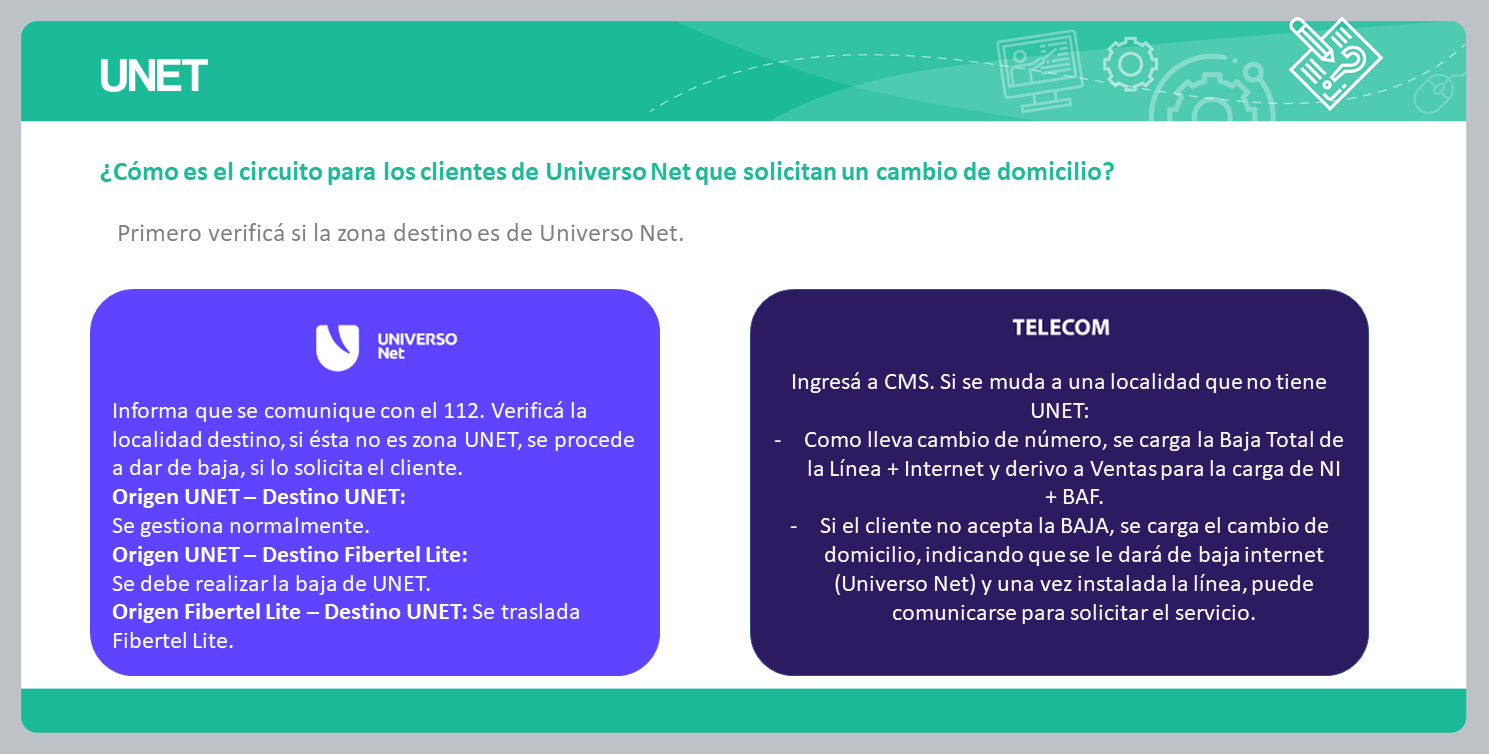 UNET
¿Cómo es el circuito para los clientes de Universo Net que solicitan un cambio de domicilio?
Primero verificá si la zona destino es de Universo Net.
UNIVERSO
Net
Informa que se comunique con el 112. Verificá la
localidad destino, si ésta no es zona UNET, se procede
a dar de baja, si lo solicita el cliente.
Origen UNET – Destino UNET:
Se gestiona normalmente.
Origen UNET – Destino Fibertel Lite:
Se debe realizar la baja de UNET.
Origen Fibertel Lite – Destino UNET: Se traslada
Fibertel Lite.
TELECOM
Ingresá a CMS. Si se muda a una localidad que no tiene
UNET:
- Como lleva cambio de número, se carga la Baja Total de
la Línea + Internet y derivo a Ventas para la carga de NI
+ BAF.
- Si el cliente no acepta la BAJA, se carga el cambio de
domicilio, indicando que se le dará de baja internet
(Universo Net) y una vez instalada la línea, puede
comunicarse para solicitar el servicio.